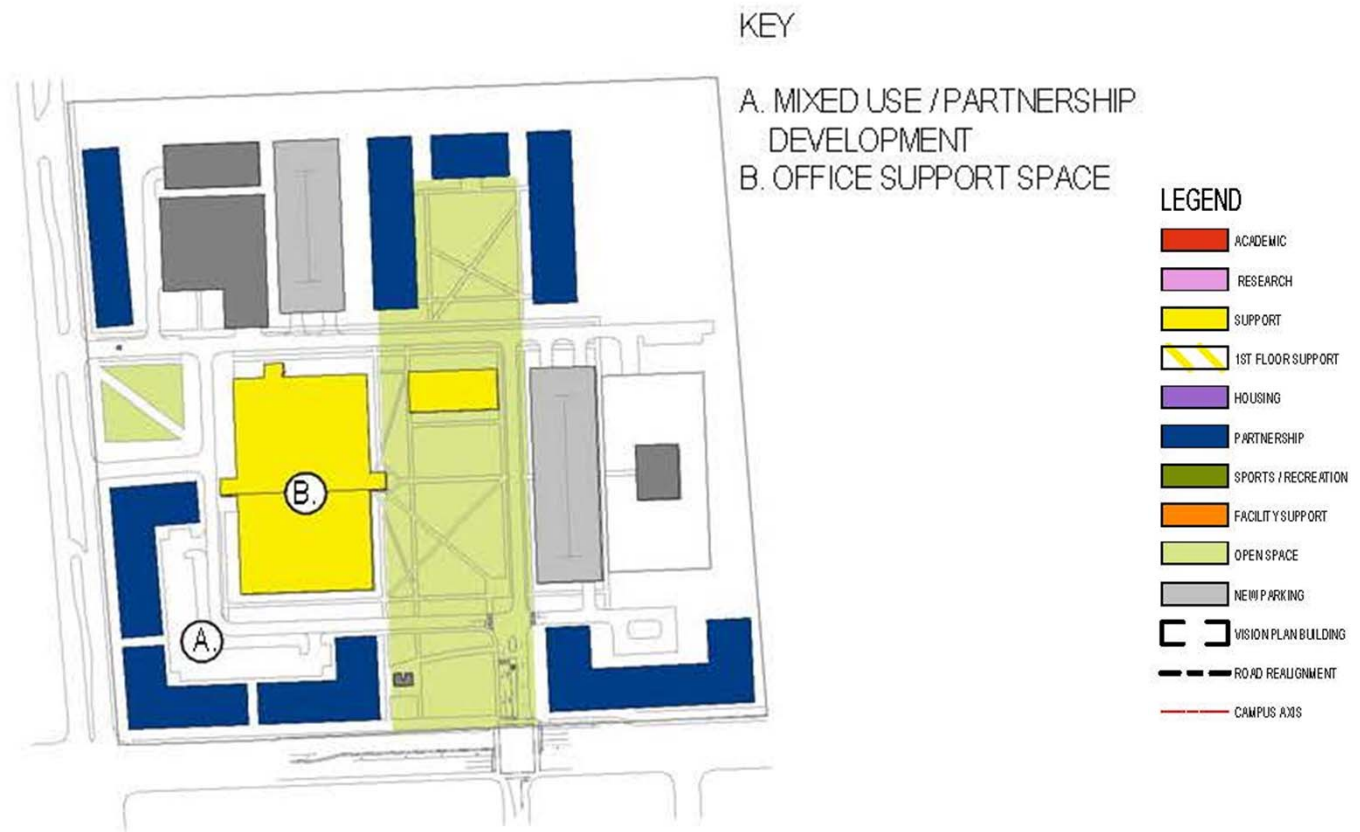 KEY
A. MIXED USE / PARTNERSHIP
DEVELOPMENT
B. OFFICE SUPPORT SPACE
LEGEND
ACADEMIC
RESEARCH
SUPPORT
1ST FLOOR SUPPORT
HOUSING
PARTNERSHIP
SPORTS / RECREATION
FACILITY SUPPORT
OPEN SPACE
NEW PARKING
VISION PLAN BUILDING
ROAD REALIGNMENT
CAMPUS AXIS
B.
A.